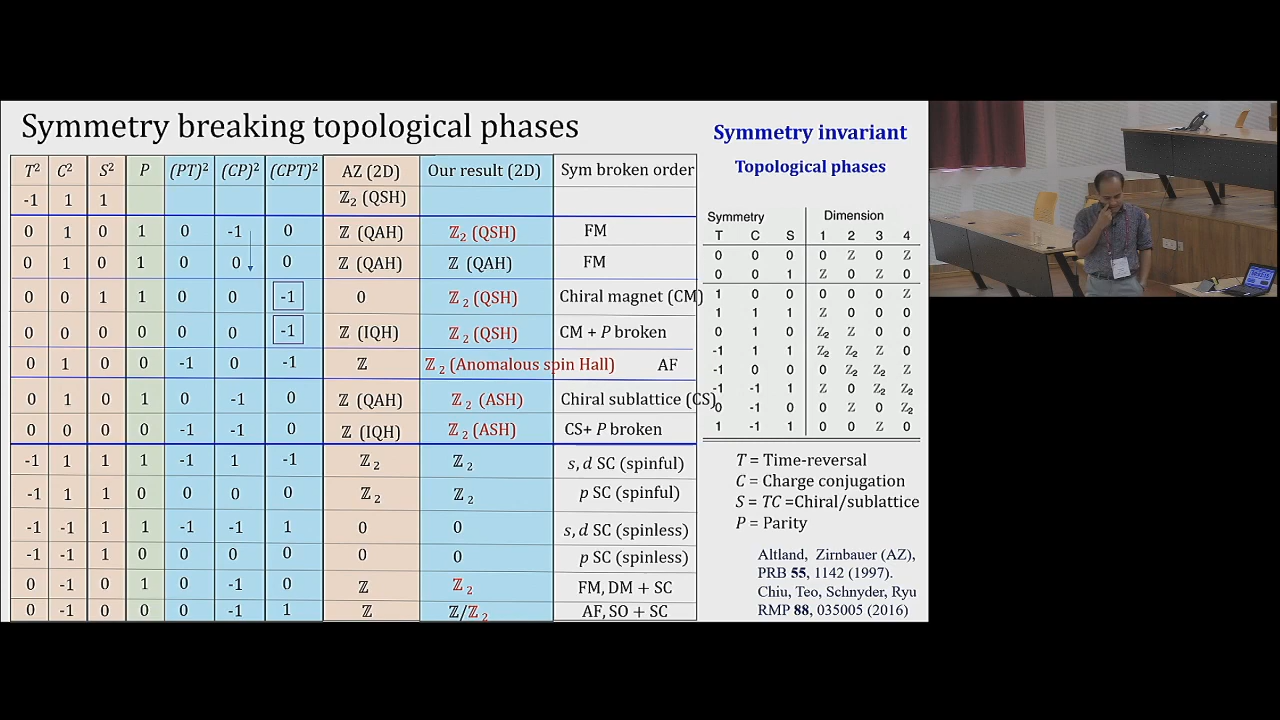 Symmetry breaking topological phases
T² C² S² P (PT)² (CP)² (CPT)² AZ (2D) Our result (2D) Sym broken order
-1 1 1 ℤ₂ (QSH)
0 1 0 1 0 -1 0 ℤ (QAH) ℤ₂ (QSH) FM
0 1 0 1 0 0 0 ℤ (QAH) ℤ (QAH) FM
0 0 1 1 0 0 -1 0 ℤ₂ (QSH) Chiral magnet (CM)
0 0 0 0 0 0 -1 ℤ (IQH) ℤ₂ (QSH) CM + P broken
0 1 0 0 -1 0 -1 ℤ ℤ₂ (Anomalous spin Hall) AF
0 1 0 1 0 -1 0 ℤ (QAH) ℤ₂ (ASH) Chiral sublattice (CS)
0 0 0 0 -1 -1 0 ℤ (IQH) ℤ₂ (ASH) CS+ P broken
-1 1 1 1 -1 1 -1 ℤ₂ ℤ₂ s, d SC (spinful)
-1 1 1 0 0 0 0 ℤ₂ ℤ₂ p SC (spinful)
-1 -1 1 1 -1 -1 1 0 0 s, d SC (spinless)
-1 -1 1 0 0 0 0 0 0 p SC (spinless)
0 -1 0 1 0 -1 0 ℤ ℤ₂ FM, DM + SC
0 -1 0 0 0 -1 1 ℤ ℤ/ℤ₂ AF, SO + SC
Symmetry invariant
Topological phases
Symmetry Dimension
T C S 1 2 3 4
0 0 0 0 ℤ 0 ℤ
0 0 1 ℤ 0 ℤ 0
1 0 0 0 0 0 ℤ
1 1 1 ℤ 0 0 0
0 1 0 ℤ₂ ℤ 0 0
-1 1 1 ℤ₂ ℤ₂ ℤ 0
-1 0 0 0 ℤ₂ ℤ₂ ℤ
-1 -1 1 ℤ 0 ℤ₂ ℤ₂
0 -1 0 0 ℤ 0 ℤ₂
1 -1 1 0 0 ℤ 0
T = Time-reversal
C = Charge conjugation
S = TC =Chiral/sublattice
P = Parity
Altland, Zirnbauer (AZ),
PRB 55, 1142 (1997).
Chiu, Teo, Schnyder, Ryu
RMP 88, 035005 (2016)